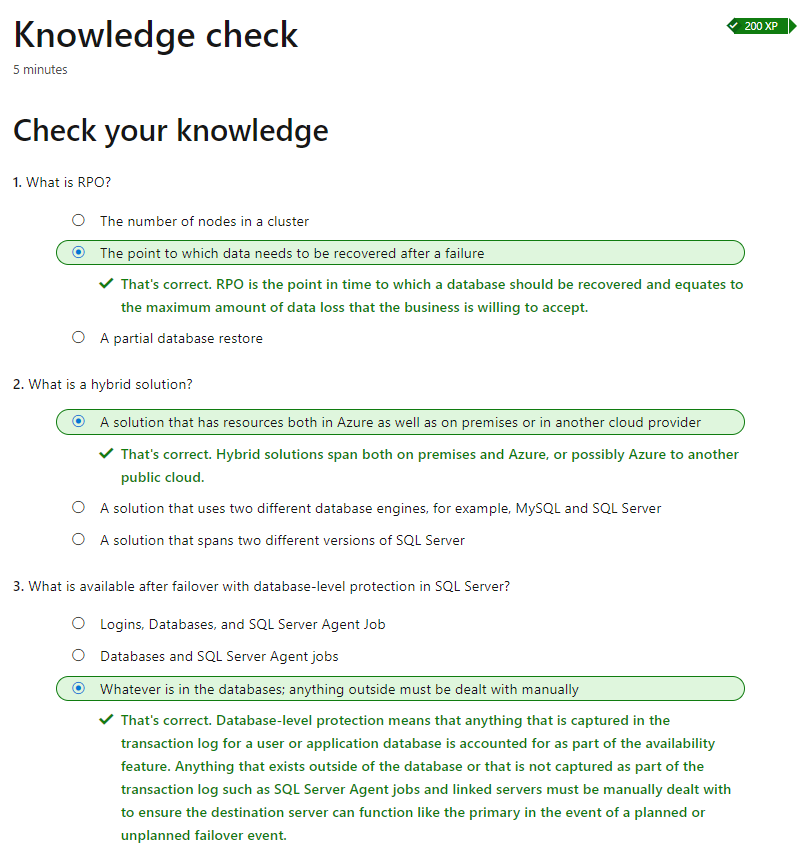 Knowledge check
200 XP
5 minutes
Check your knowledge
1. What is RPO?
The number of nodes in a cluster
The point to which data needs to be recovered after a failure
That's correct. RPO is the point in time to which a database should be recovered and equates to
the maximum amount of data loss that the business is willing to accept.
A partial database restore
2. What is a hybrid solution?
A solution that has resources both in Azure as well as on premises or in another cloud provider
That's correct. Hybrid solutions span both on premises and Azure, or possibly Azure to another
public cloud.
A solution that uses two different database engines, for example, MySQL and SQL Server
A solution that spans two different versions of SQL Server
3. What is available after failover with database-level protection in SQL Server?
Logins, Databases, and SQL Server Agent Job
Databases and SQL Server Agent jobs
Whatever is in the databases; anything outside must be dealt with manually
That's correct. Database-level protection means that anything that is captured in the
transaction log for a user or application database is accounted for as part of the availability
feature. Anything that exists outside of the database or that is not captured as part of the
transaction log such as SQL Server Agent jobs and linked servers must be manually dealt with
to ensure the destination server can function like the primary in the event of a planned or
unplanned failover event.